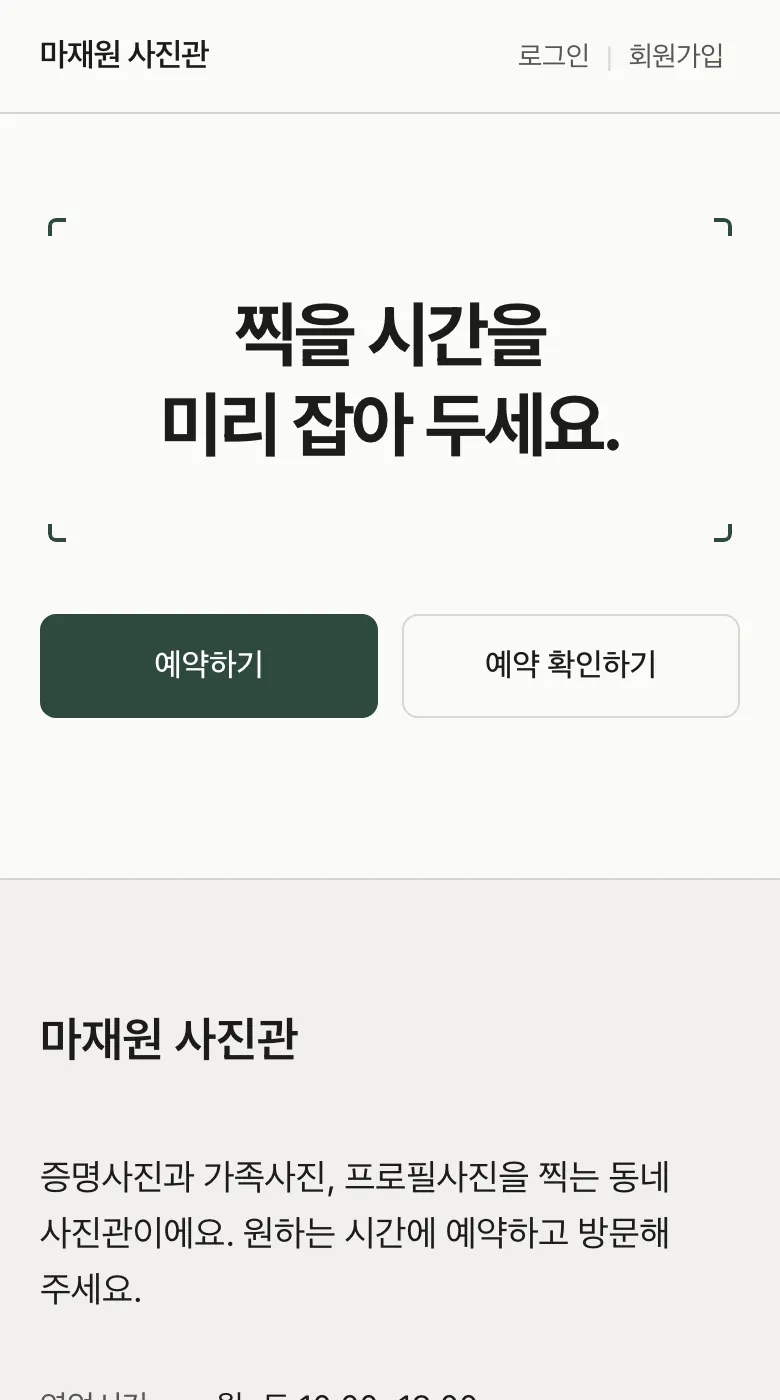 마재원 사진관
로그인 | 회원가입
찍을 시간을
미리 잡아 두세요.
예약하기
예약 확인하기
마재원 사진관
증명사진과 가족사진, 프로필사진을 찍는 동네
사진관이에요. 원하는 시간에 예약하고 방문해
주세요.